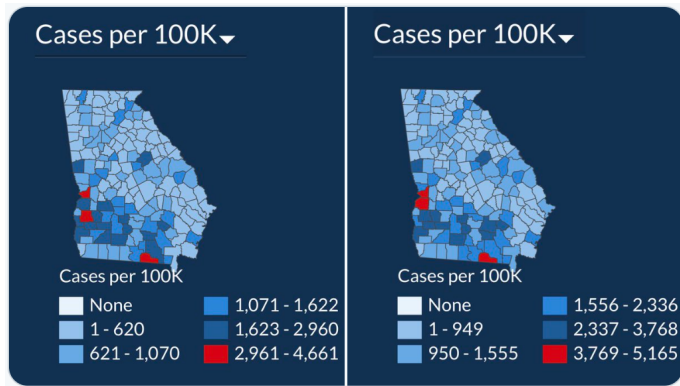 Cases per 100K
Cases per 100K
None
1,071 - 1,622
1 - 620
1,623 - 2,960
621 - 1,070
2,961 - 4,661
Cases per 100K
Cases per 100K
None
1,556 - 2,336
1 - 949
2,337 - 3,768
950 - 1,555
3,769 - 5,165